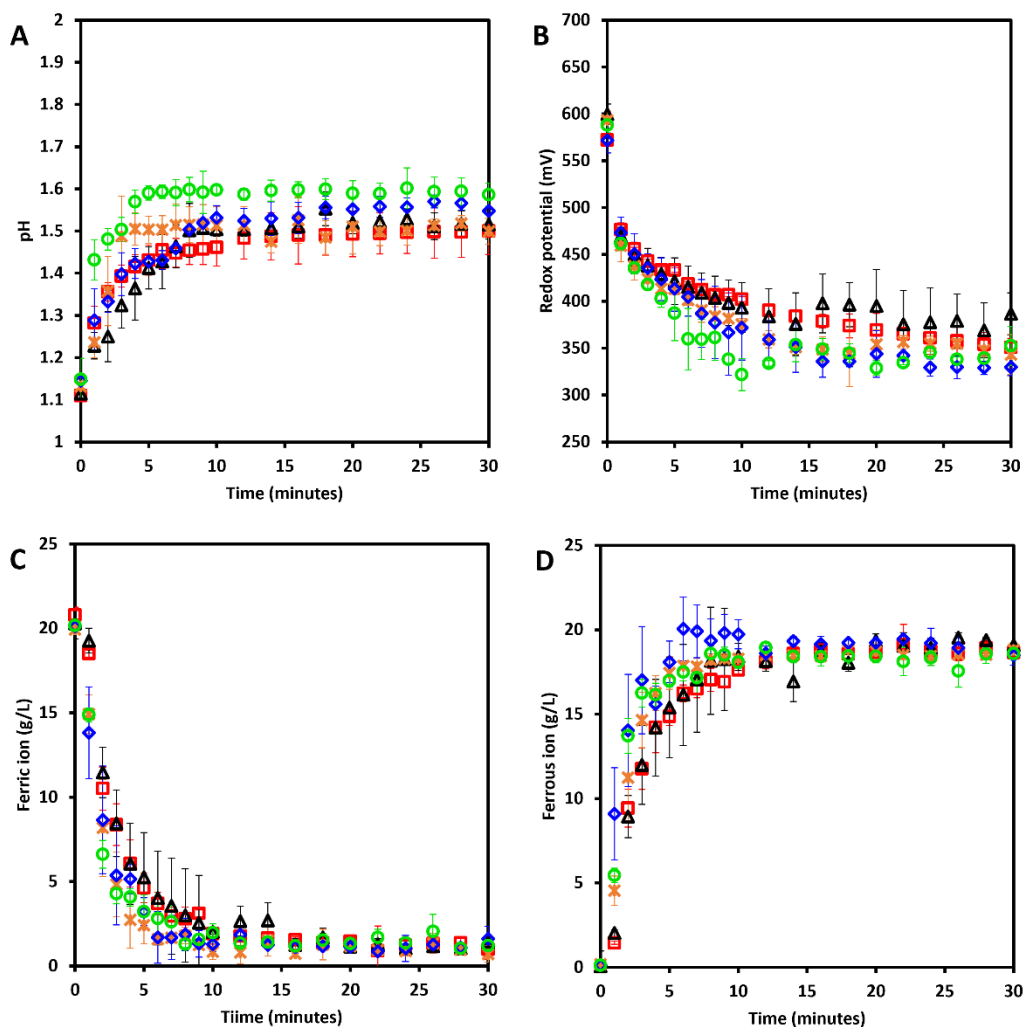 A
pH
2
1.9
1.8
1.7
1.6
1.5
1.4
1.3
1.2
1.1
1
0 5 10 15 20 25 30
Time (minutes)
B
Redox potential (mV)
700
650
600
550
500
450
400
350
300
250
0 5 10 15 20 25 30
Time (minutes)
C
Ferric ion (g/L)
25
20
15
10
5
0
0 5 10 15 20 25 30
Tiime (minutes)
D
Ferrous ion (g/L)
25
20
15
10
5
0
0 5 10 15 20 25 30
Time (minutes)